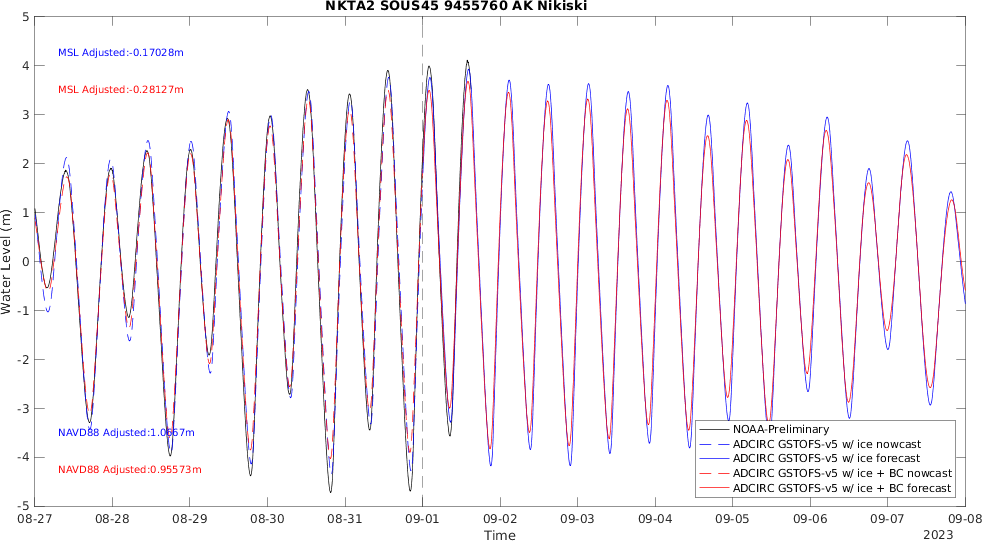 NKTA2 SOUS45 9455760 AK Nikiski
5
4
3
2
1
0
-1
-2
-3
-4
-5
Water Level (m)
MSL Adjusted:-0.17028m
MSL Adjusted:-0.28127m
NAVD88 Adjusted:1.0667m
NAVD88 Adjusted:0.95573m
NOAA-Preliminary
ADCIRC GSTOFS-v5 w/ ice nowcast
ADCIRC GSTOFS-v5 w/ ice forecast
ADCIRC GSTOFS-v5 w/ ice + BC nowcast
ADCIRC GSTOFS-v5 w/ ice + BC forecast
08-27 08-28 08-29 08-30 08-31 09-01 09-02 09-03 09-04 09-05 09-06 09-07 09-08
Time
2023